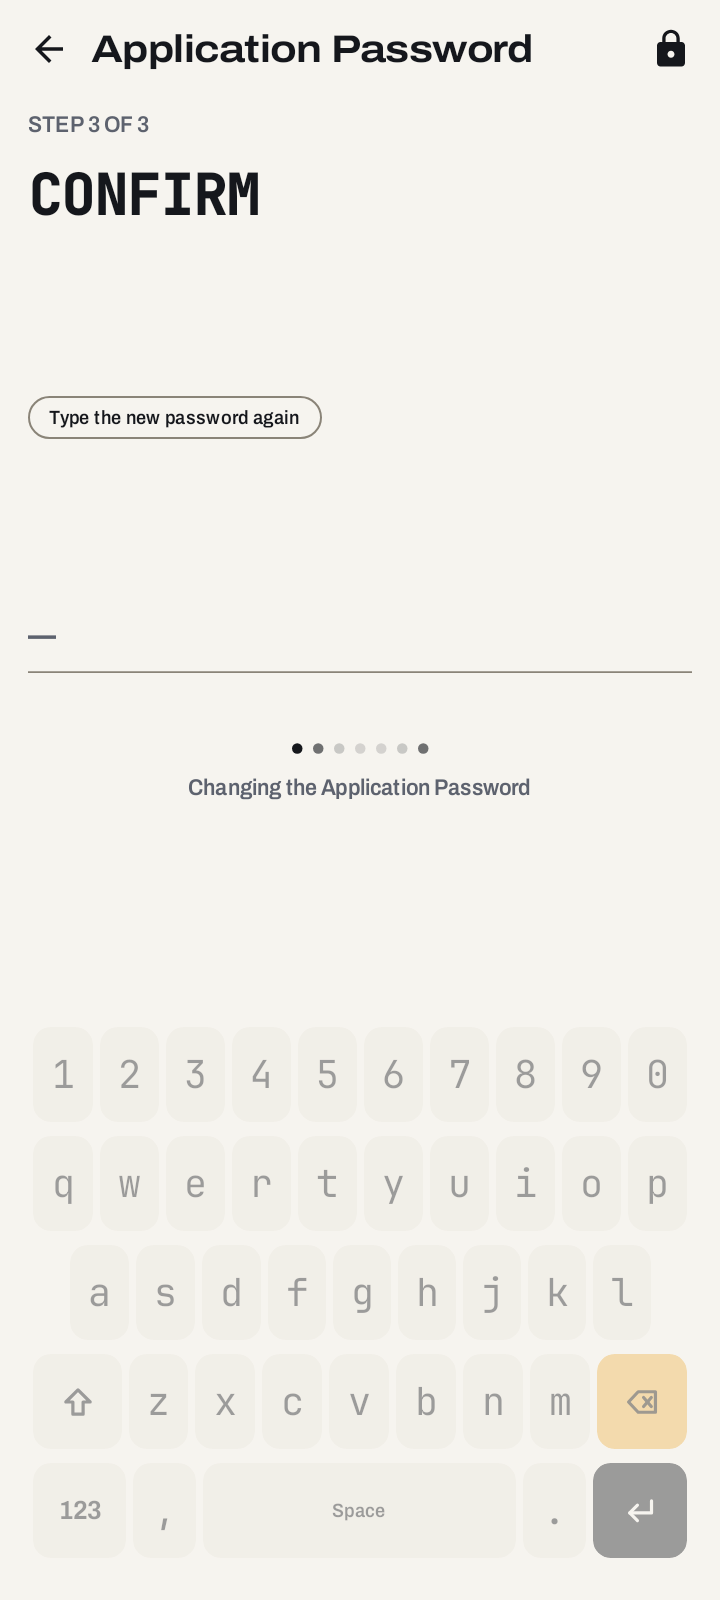 Application Password
STEP 3 OF 3
CONFIRM
Type the new password again
Changing the Application Password
1 2 3 4 5 6 7 8 9 0
q w e r t y u i o p
a s d f g h j k l
z x c v b n m
123 , Space .